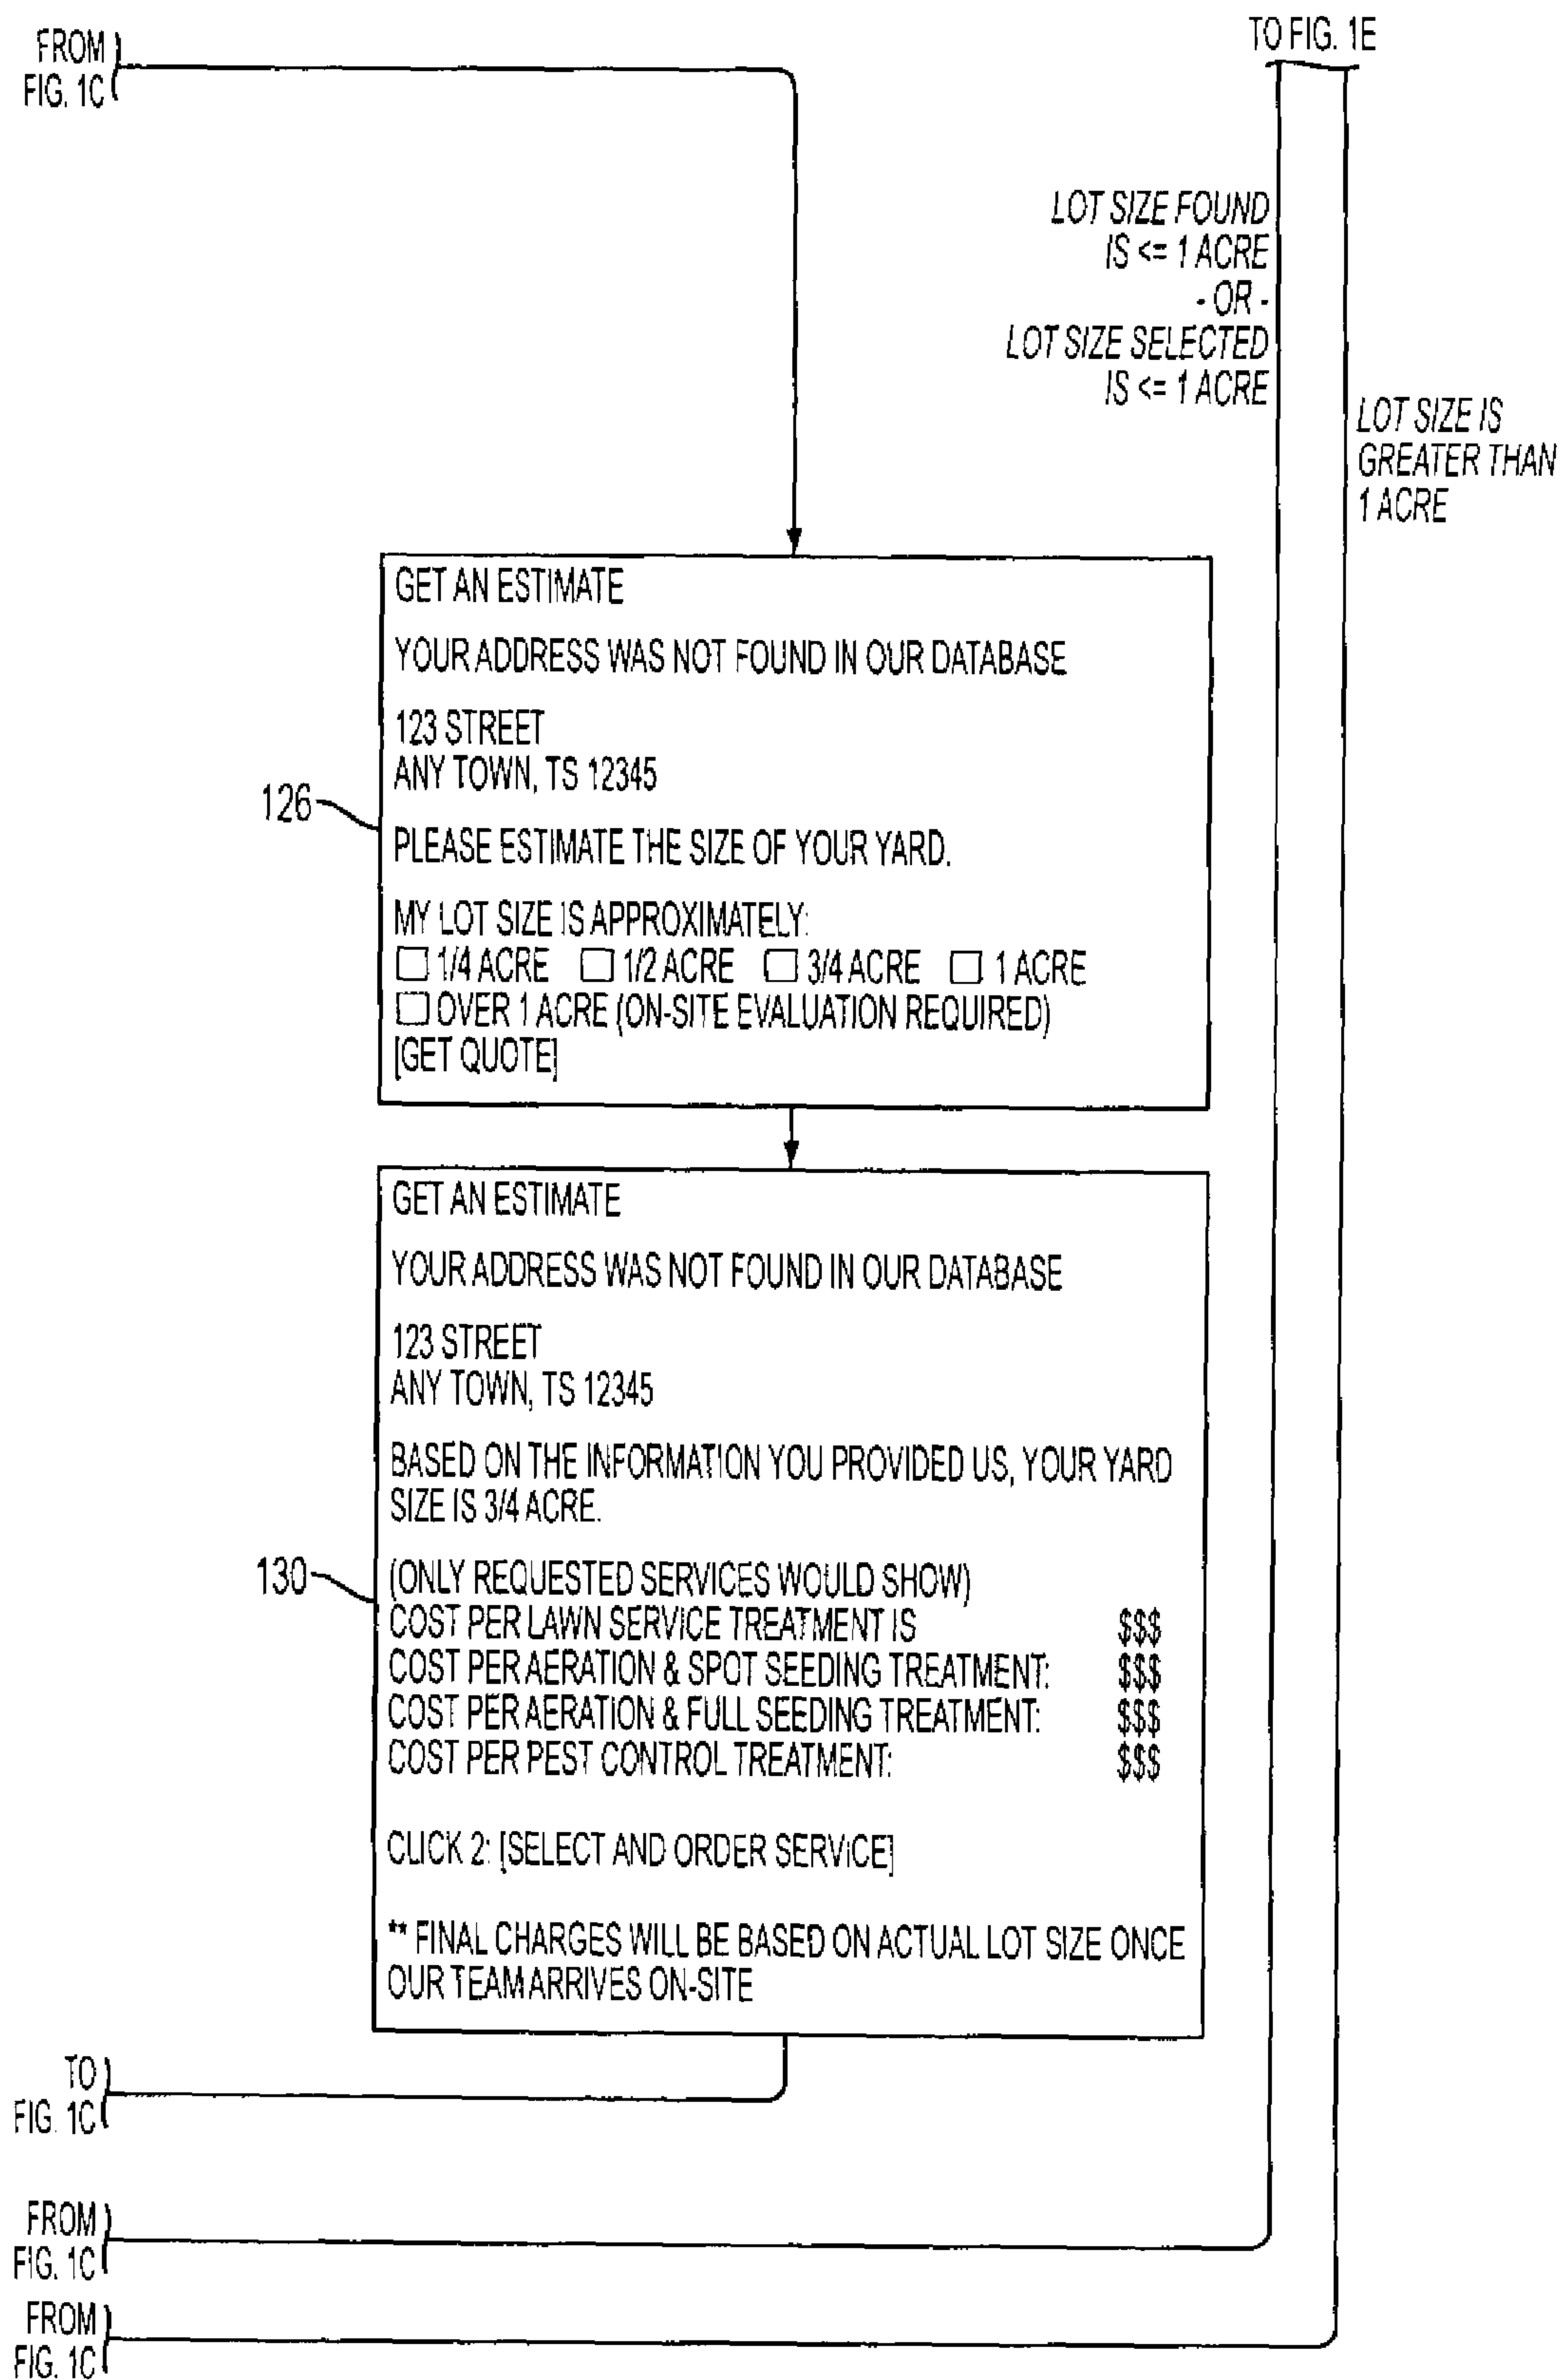 FROM
FIG. 1C
TO FIG. 1E
LOT SIZE FOUND
IS <= 1 ACRE
- OR -
LOT SIZE SELECTED
IS <= 1 ACRE
LOT SIZE IS
GREATER THAN
1 ACRE
GET AN ESTIMATE
YOUR ADDRESS WAS NOT FOUND IN OUR DATABASE
123 STREET
ANY TOWN, TS 12345
126
PLEASE ESTIMATE THE SIZE OF YOUR YARD.
MY LOT SIZE IS APPROXIMATELY:
☐ 1/4 ACRE ☐ 1/2 ACRE ☐ 3/4 ACRE ☐ 1 ACRE
☐ OVER 1 ACRE (ON-SITE EVALUATION REQUIRED)
[GET QUOTE]
GET AN ESTIMATE
YOUR ADDRESS WAS NOT FOUND IN OUR DATABASE
123 STREET
ANY TOWN, TS 12345
BASED ON THE INFORMATION YOU PROVIDED US, YOUR YARD
SIZE IS 3/4 ACRE.
130
(ONLY REQUESTED SERVICES WOULD SHOW)
COST PER LAWN SERVICE TREATMENT IS $$$
COST PER AERATION & SPOT SEEDING TREATMENT: $$$
COST PER AERATION & FULL SEEDING TREATMENT: $$$
COST PER PEST CONTROL TREATMENT: $$$
CLICK 2: [SELECT AND ORDER SERVICE]
** FINAL CHARGES WILL BE BASED ON ACTUAL LOT SIZE ONCE
OUR TEAM ARRIVES ON-SITE
TO
FIG. 1C
FROM
FIG. 1C
FROM
FIG. 1C